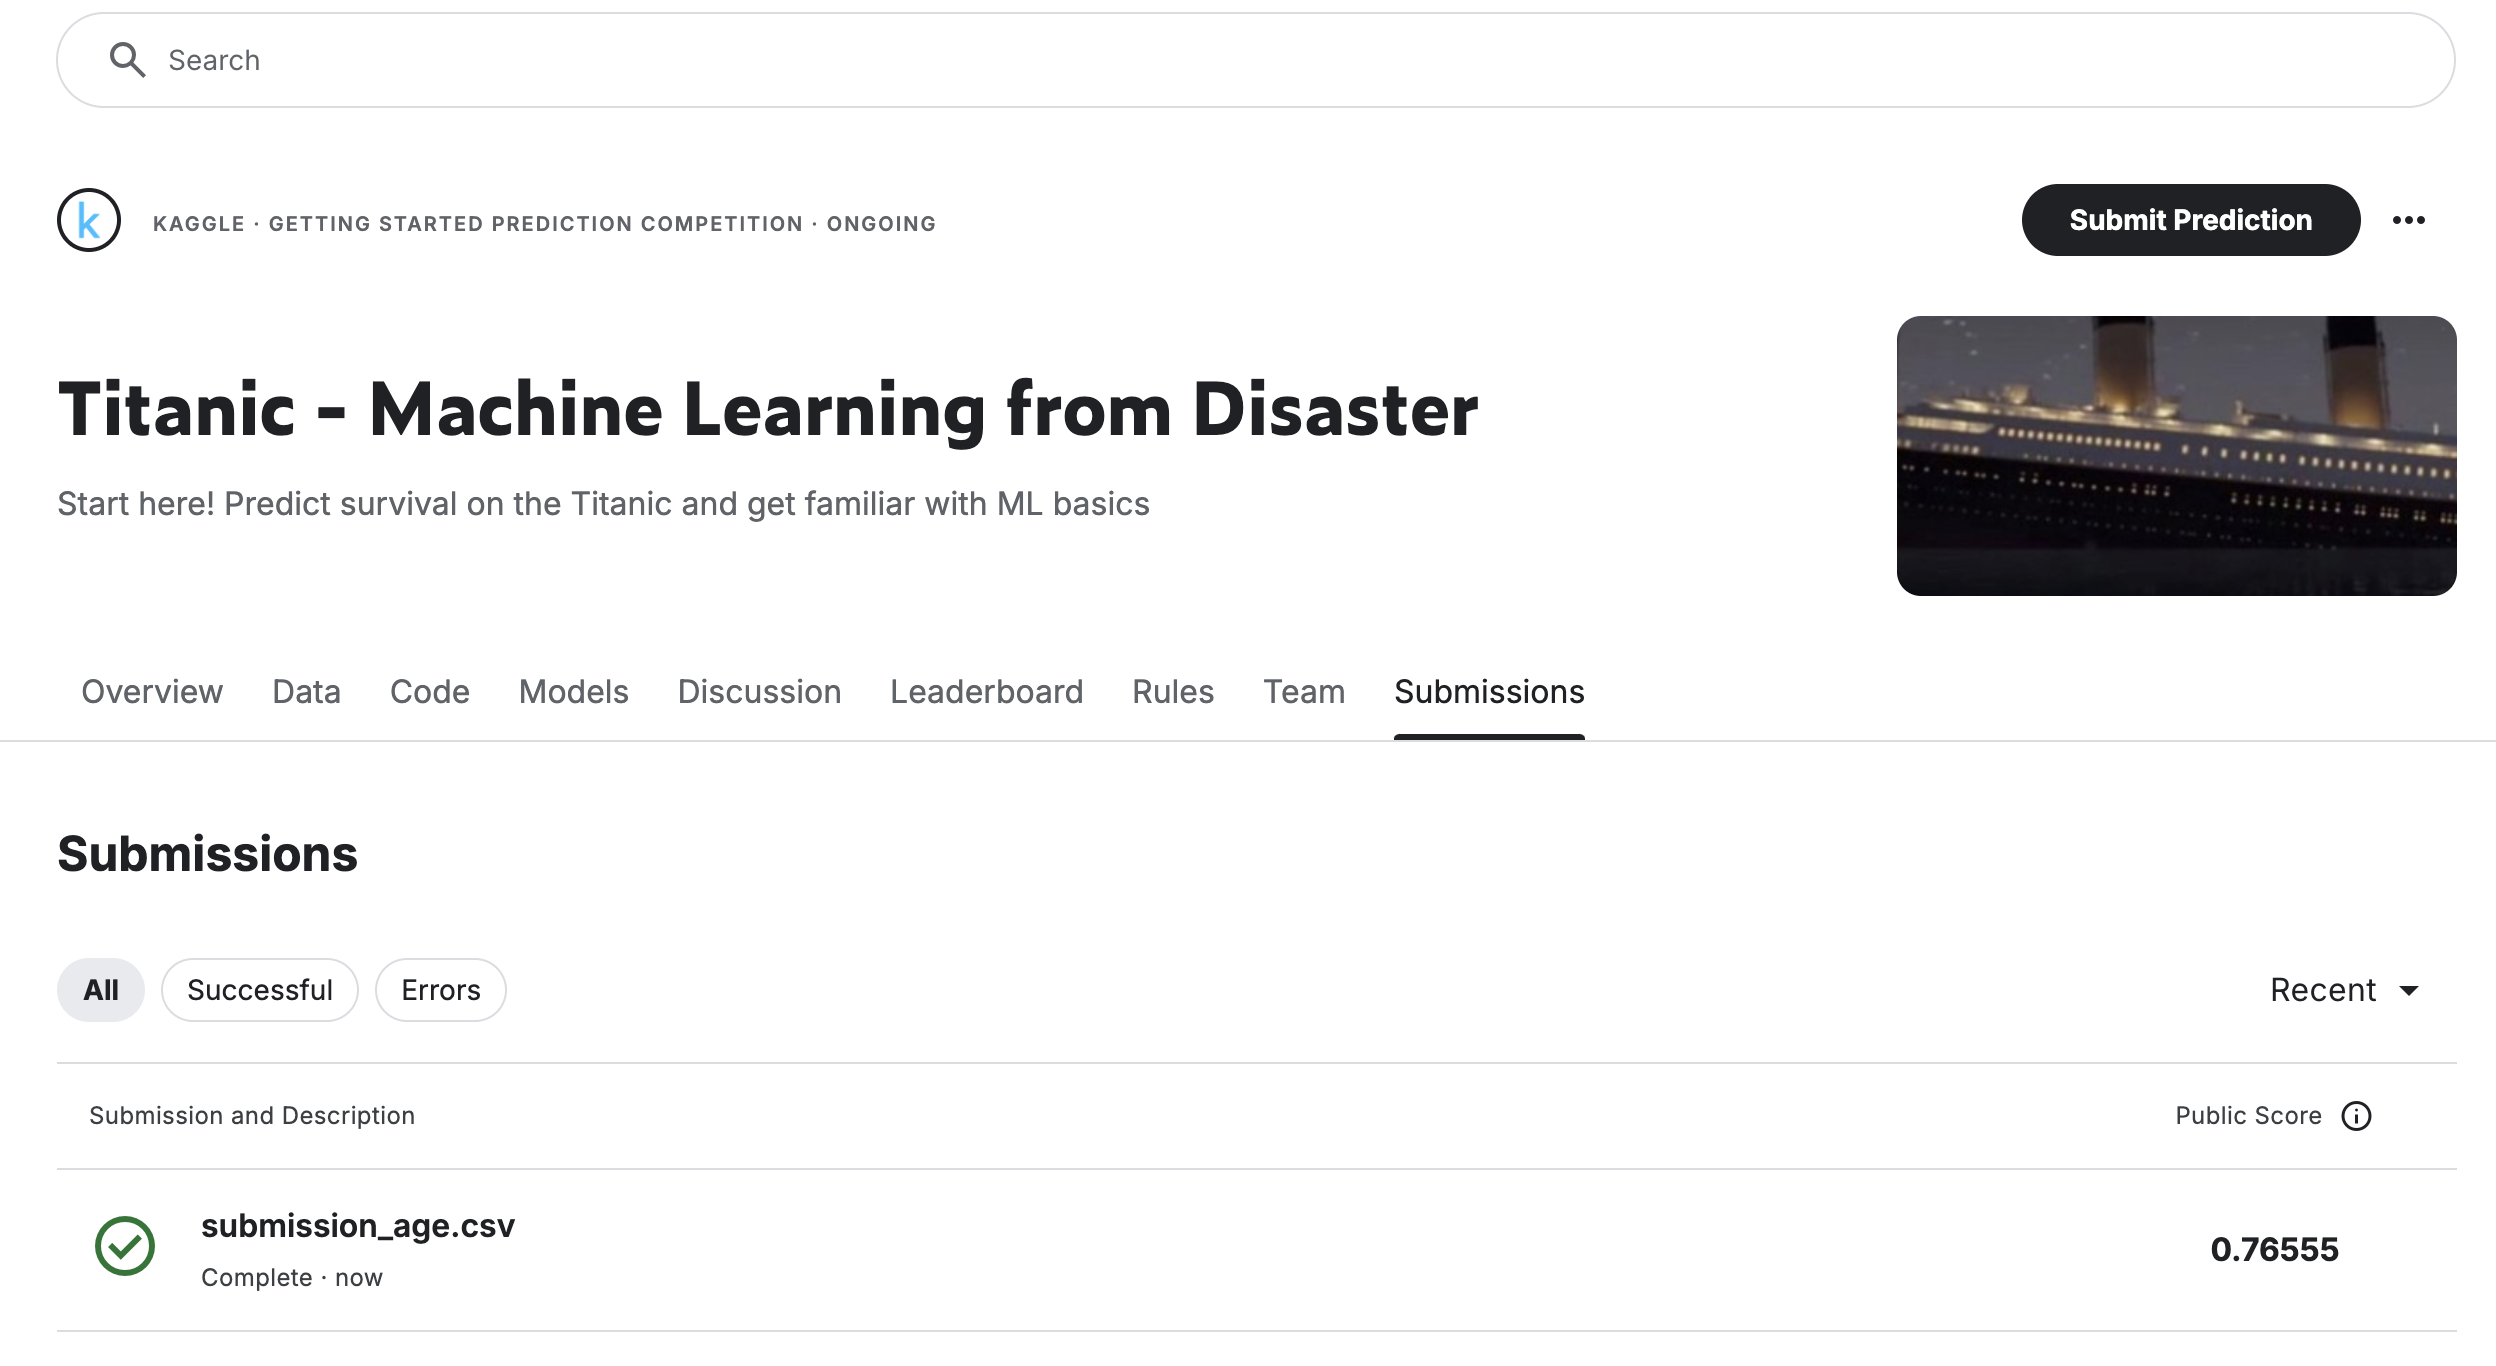 Search
k
KAGGLE · GETTING STARTED PREDICTION COMPETITION · ONGOING
Submit Prediction
Titanic - Machine Learning from Disaster
Start here! Predict survival on the Titanic and get familiar with ML basics
Overview Data Code Models Discussion Leaderboard Rules Team Submissions
Submissions
All Successful Errors
Recent
Submission and Description
Public Score
submission_age.csv
Complete · now
0.76555